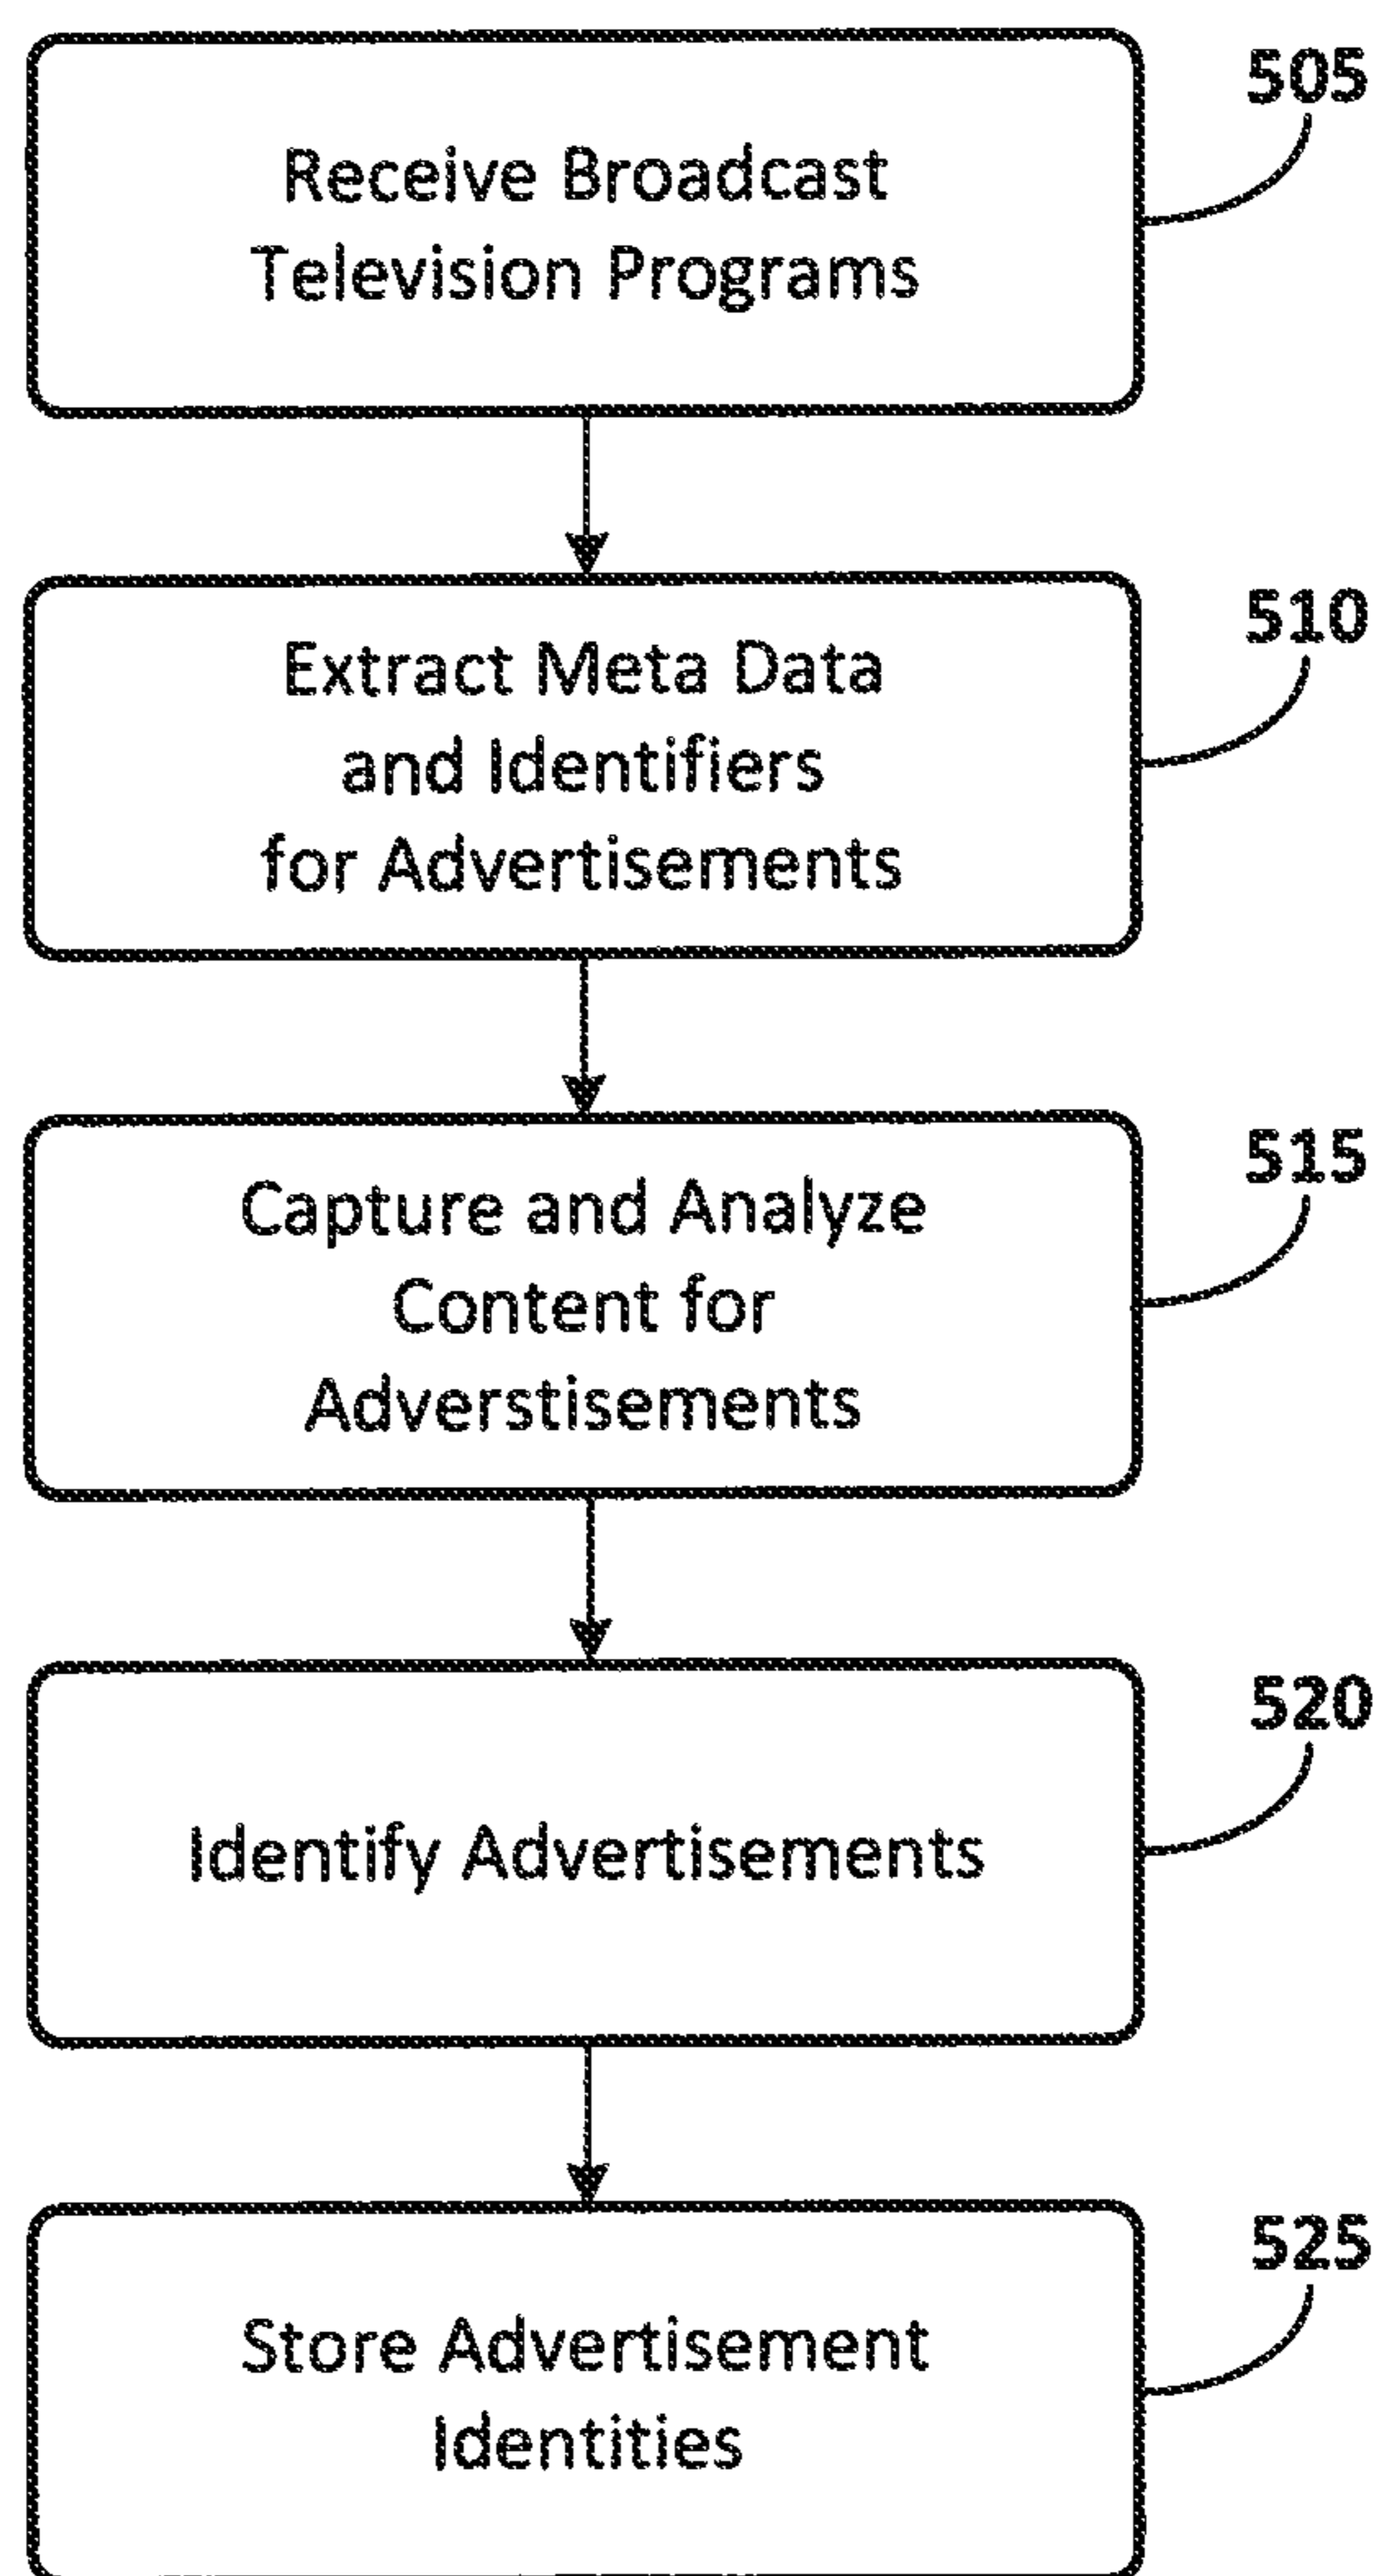 505
Receive Broadcast
Television Programs
510
Extract Meta Data
and Identifiers
for Advertisements
515
Capture and Analyze
Content for
Adverstisements
520
Identify Advertisements
525
Store Advertisement
Identities